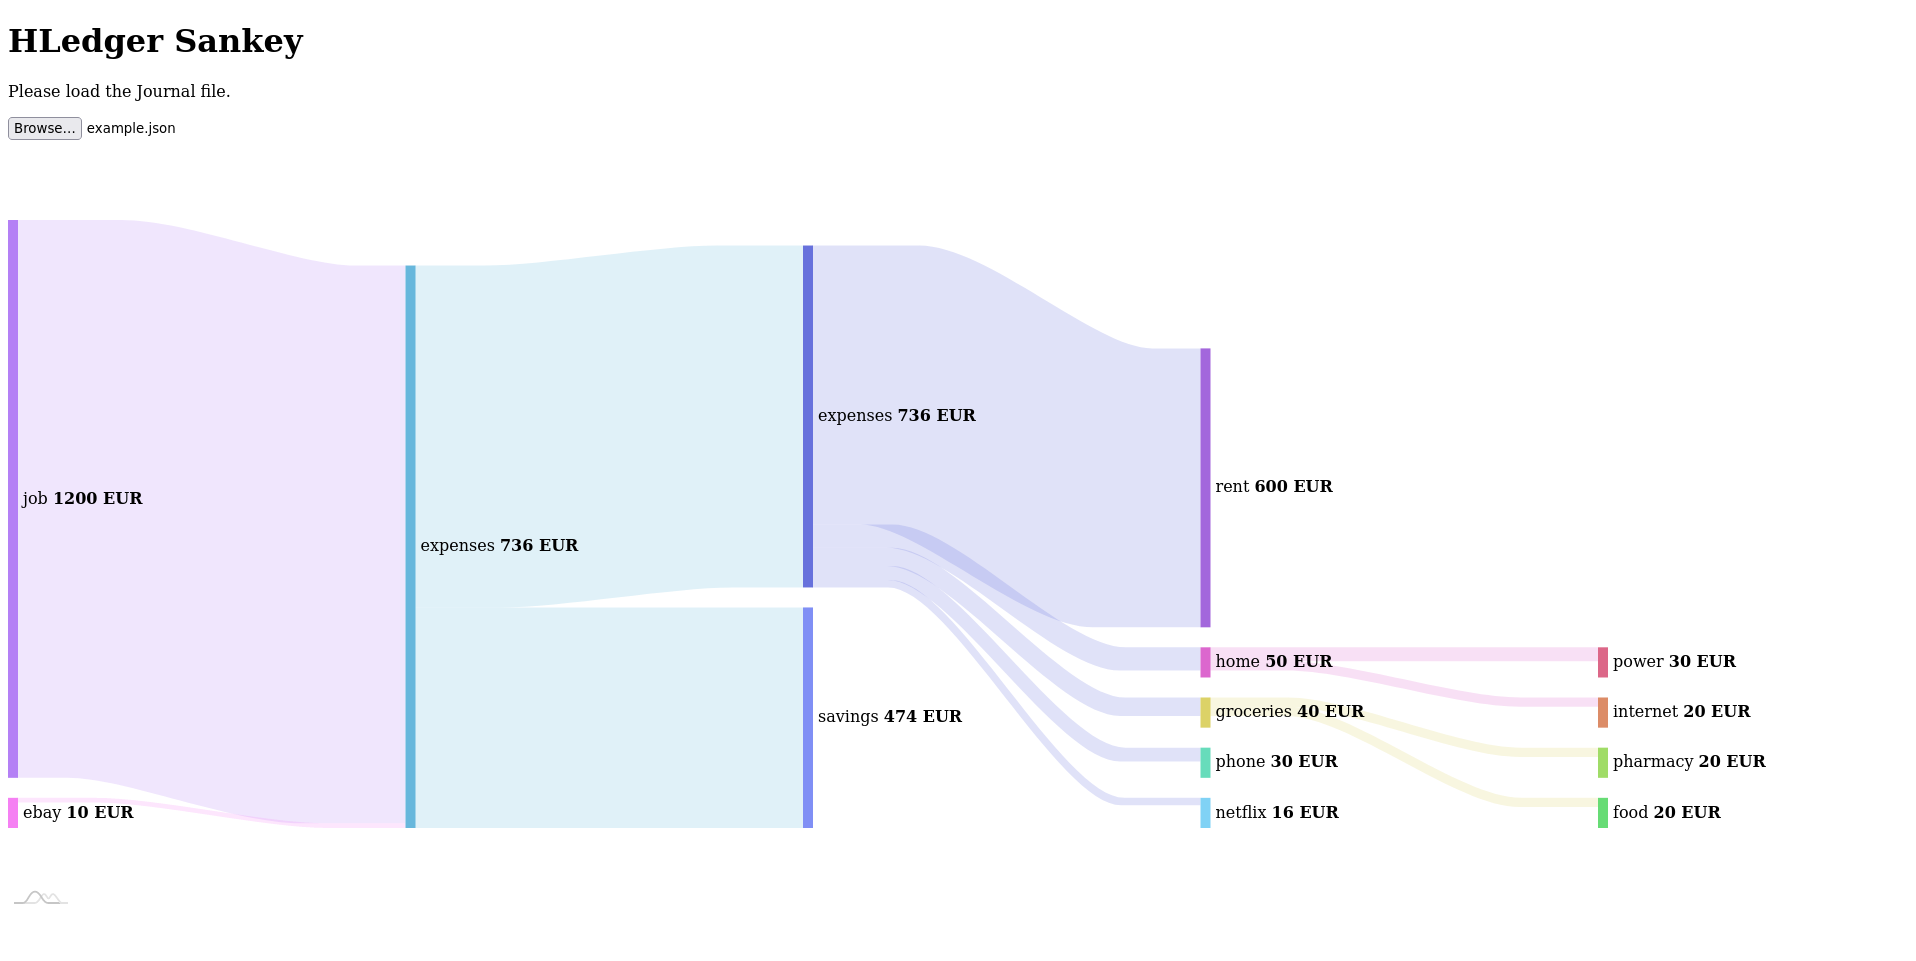 HLedger Sankey
Please load the Journal file.
Browse... example.json
job 1200 EUR
ebay 10 EUR
expenses 736 EUR
expenses 736 EUR
savings 474 EUR
rent 600 EUR
home 50 EUR
groceries 40 EUR
phone 30 EUR
netflix 16 EUR
power 30 EUR
internet 20 EUR
pharmacy 20 EUR
food 20 EUR